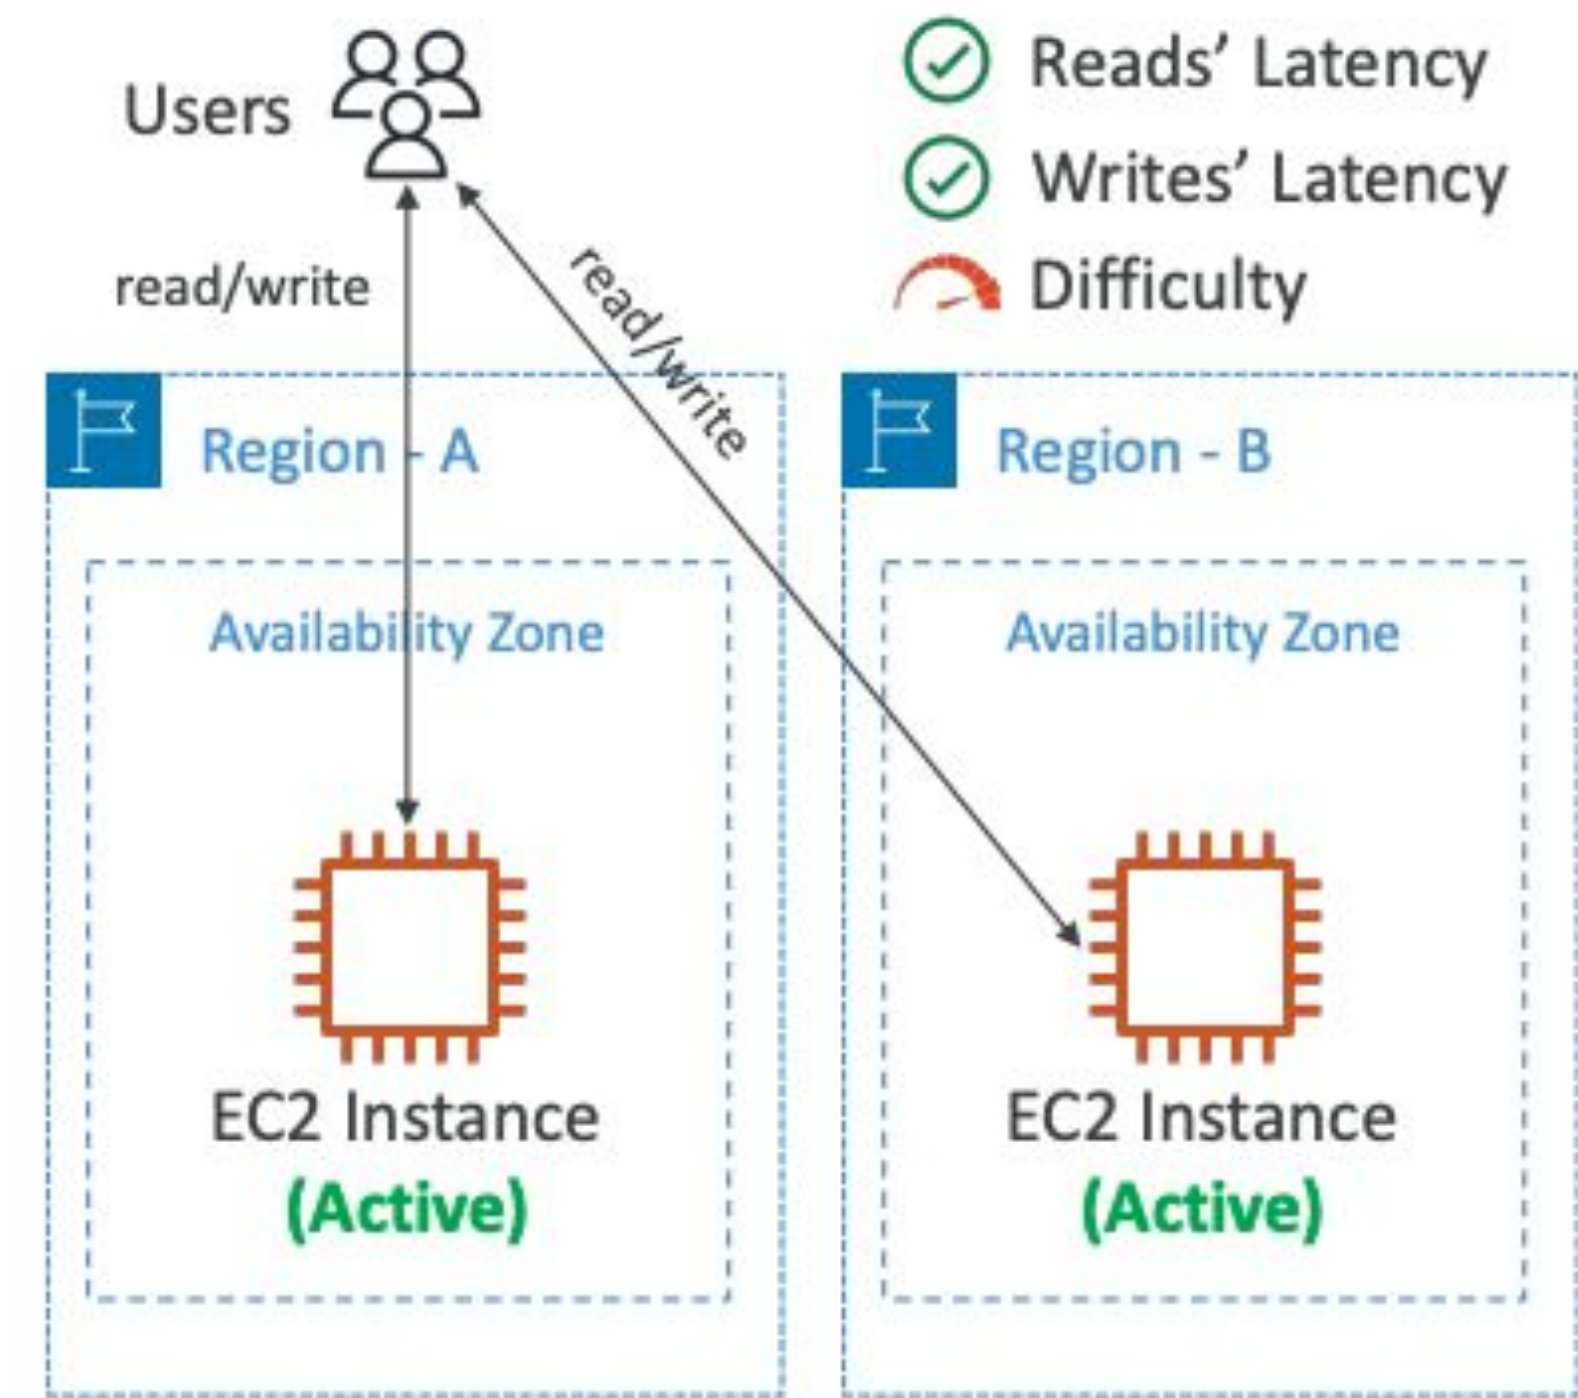 Users
Reads’ Latency
Writes’ Latency
Difficulty
read/write
read/write
Region - A
Region - B
Availability Zone
Availability Zone
EC2 Instance
(Active)
EC2 Instance
(Active)